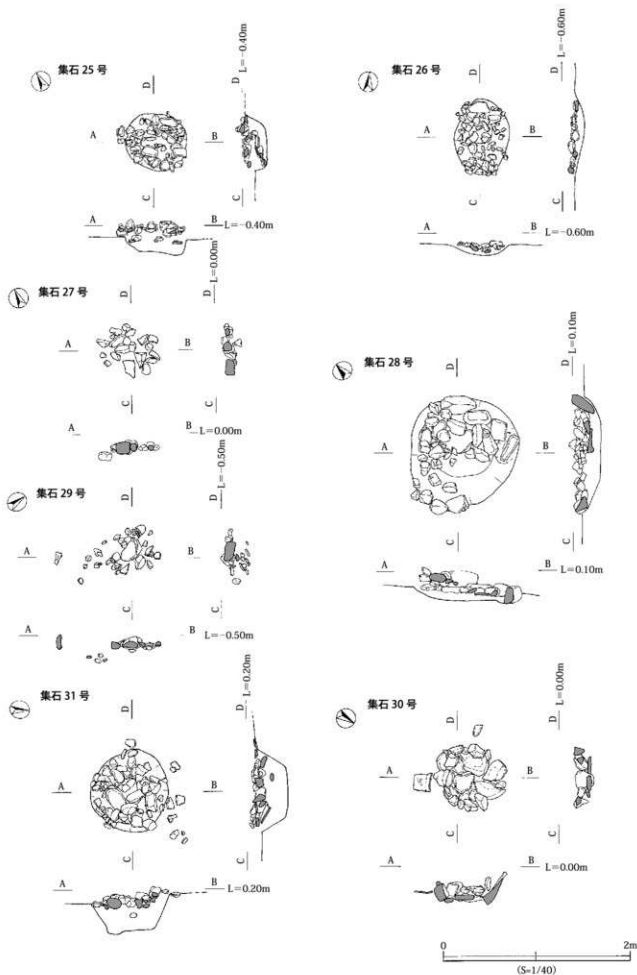 集石 25 号
D
D L=−0.40m
A
B
C
C
A
B L=−0.40m
集石 26 号
D
D L=−0.60m
A
B
C
C
A
B L=−0.60m
集石 27 号
D
D L=0.00m
A
B
C
C
A
B L=0.00m
集石 28 号
D
D L=0.10m
A
B
C
C
A
B L=0.10m
集石 29 号
D
D L=−0.50m
A
B
C
C
A
B L=−0.50m
集石 31 号
D
D L=0.20m
A
B
C
C
A
B L=0.20m
集石 30 号
D
D L=0.00m
A
B
C
C
A
B L=0.00m
0 2m
(S=1/40)